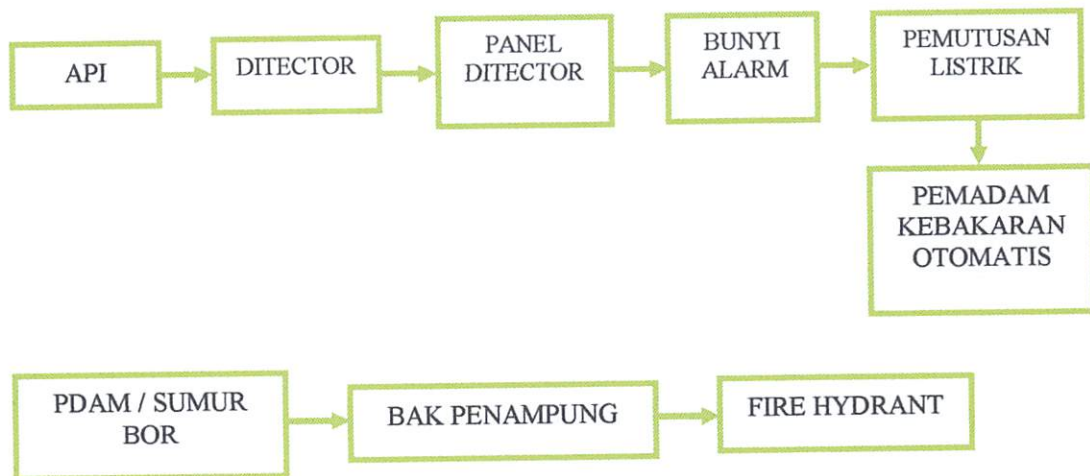 API
DITECTOR
PANEL
DITECTOR
BUNYI
ALARM
PEMUTUSAN
LISTRIK
PEMADAM
KEBAKARAN
OTOMATIS
PDAM / SUMUR
BOR
BAK PENAMPUNG
FIRE HYDRANT